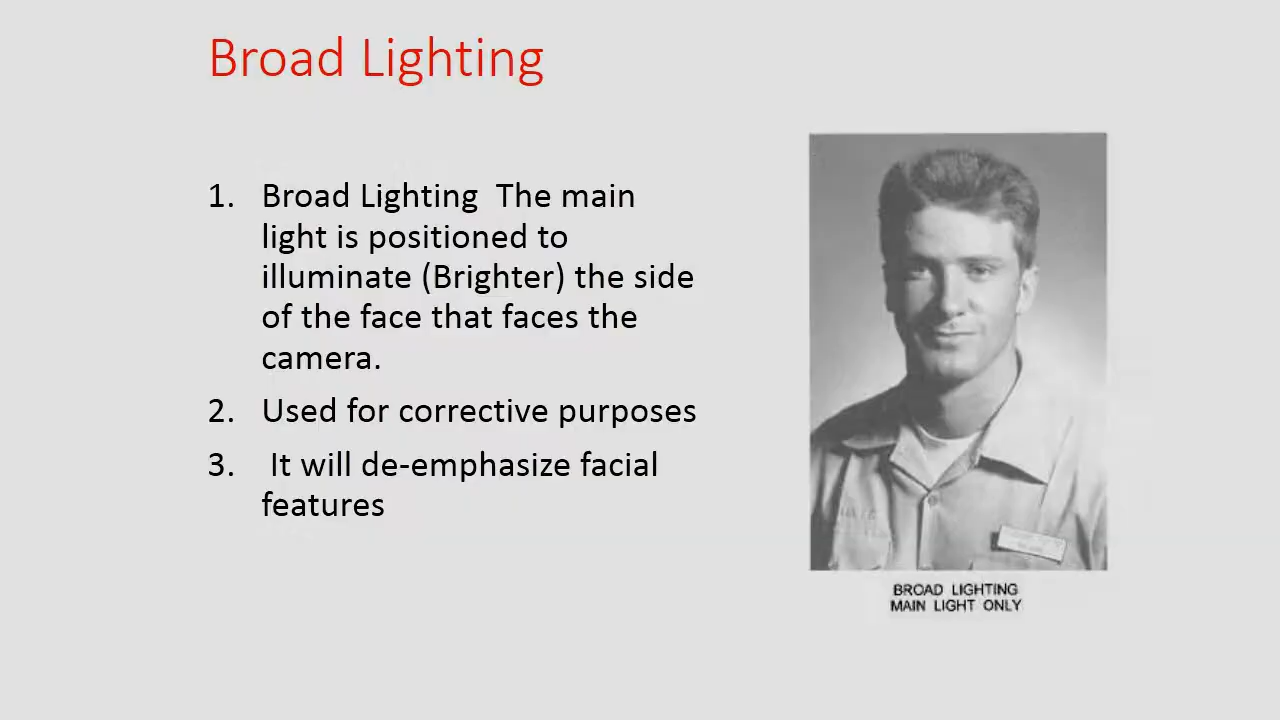 Broad Lighting
1. Broad Lighting  The main
light is positioned to
illuminate (Brighter) the side
of the face that faces the
camera.
2. Used for corrective purposes
3.  It will de-emphasize facial
features
BROAD LIGHTING
MAIN LIGHT ONLY